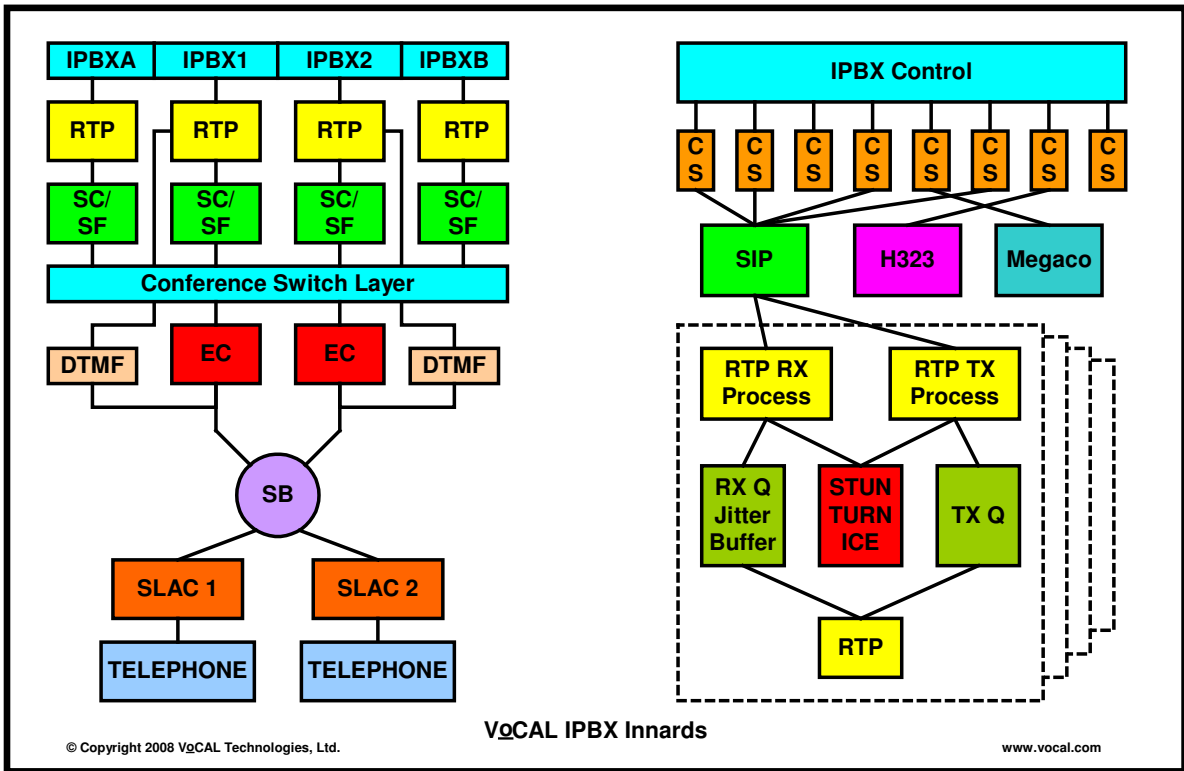 IPBXA IPBX1 IPBX2 IPBXB
RTP RTP RTP RTP
SC/ SC/ SC/ SC/
SF SF SF SF
Conference Switch Layer
DTMF EC EC DTMF
SB
SLAC 1 SLAC 2
TELEPHONE TELEPHONE
IPBX Control
C C C C C C C C
S S S S S S S S
SIP H323 Megaco
RTP RX RTP TX
Process Process
RX Q STUN
Jitter TURN TX Q
Buffer ICE
RTP
VoCAL IPBX Innards
© Copyright 2008 VoCAL Technologies, Ltd.
www.vocal.com